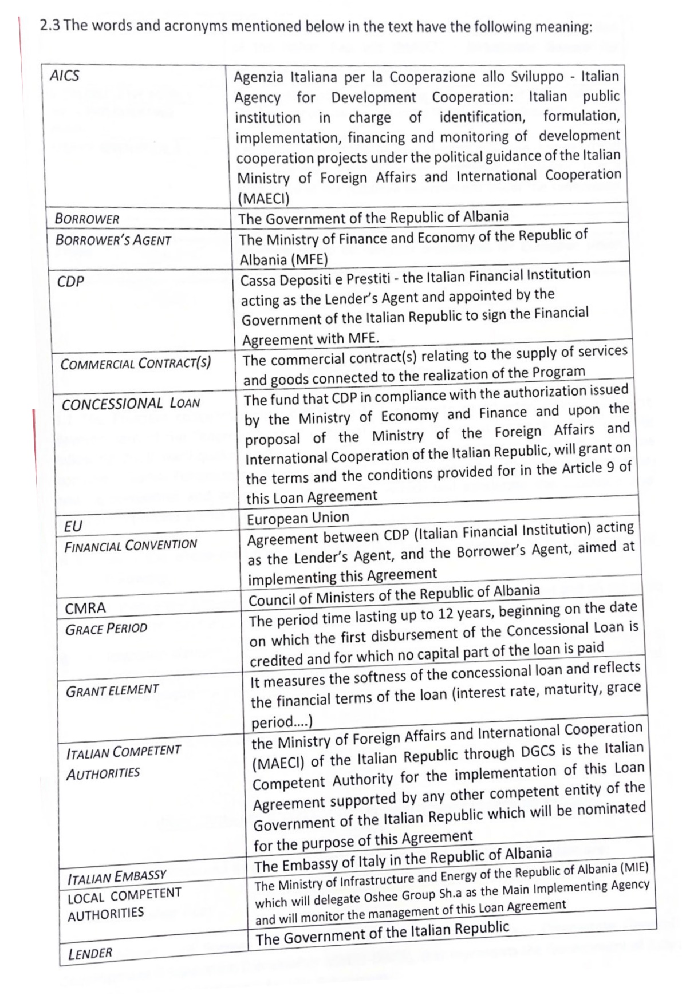 2.3 The words and acronyms mentioned below in the text have the following meaning:
AICS
Agenzia Italiana per la Cooperazione allo Sviluppo - Italian
Agency for Development Cooperation: Italian public
institution in charge of identification, formulation,
implementation, financing and monitoring of development
cooperation projects under the political guidance of the Italian
Ministry of Foreign Affairs and International Cooperation
(MAECI)
BORROWER
The Government of the Republic of Albania
BORROWER'S AGENT
The Ministry of Finance and Economy of the Republic of
Albania (MFE)
CDP
Cassa Depositi e Prestiti - the Italian Financial Institution
acting as the Lender's Agent and appointed by the
Government of the Italian Republic to sign the Financial
Agreement with MFE.
COMMERCIAL CONTRACT(S)
The commercial contract(s) relating to the supply of services
and goods connected to the realization of the Program
CONCESSIONAL LOAN
The fund that CDP in compliance with the authorization issued
by the Ministry of Economy and Finance and upon the
proposal of the Ministry of the Foreign Affairs and
International Cooperation of the Italian Republic, will grant on
the terms and the conditions provided for in the Article 9 of
this Loan Agreement
EU
European Union
FINANCIAL CONVENTION
Agreement between CDP (Italian Financial Institution) acting
as the Lender's Agent, and the Borrower's Agent, aimed at
implementing this Agreement
CMRA
Council of Ministers of the Republic of Albania
GRACE PERIOD
The period time lasting up to 12 years, beginning on the date
on which the first disbursement of the Concessional Loan is
credited and for which no capital part of the loan is paid
GRANT ELEMENT
It measures the softness of the concessional loan and reflects
the financial terms of the loan (interest rate, maturity, grace
period....)
ITALIAN COMPETENT
AUTHORITIES
the Ministry of Foreign Affairs and International Cooperation
(MAECI) of the Italian Republic through DGCS is the Italian
Competent Authority for the implementation of this Loan
Agreement supported by any other competent entity of the
Government of the Italian Republic which will be nominated
for the purpose of this Agreement
ITALIAN EMBASSY
The Embassy of Italy in the Republic of Albania
LOCAL COMPETENT
AUTHORITIES
The Ministry of Infrastructure and Energy of the Republic of Albania (MIE)
which will delegate Oshee Group Sh.a as the Main Implementing Agency
and will monitor the management of this Loan Agreement
LENDER
The Government of the Italian Republic